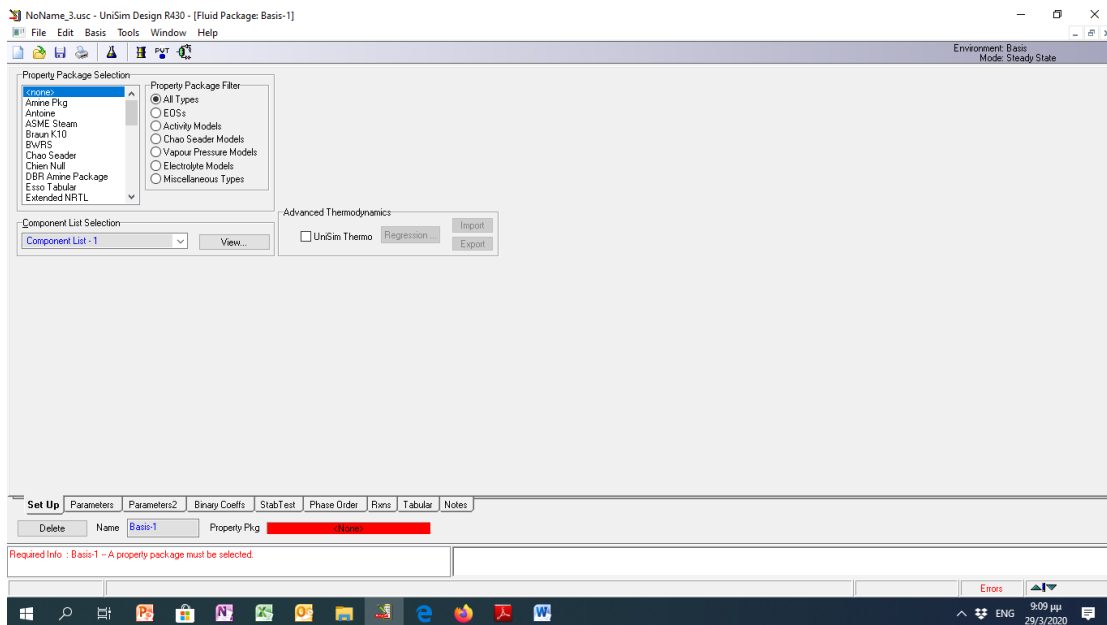 NoName_3.usc - UniSim Design R430 - [Fluid Package: Basis-1]
File Edit Basis Tools Window Help
PVT
Environment: Basis
Mode: Steady State
Property Package Selection
<none>
Amine Pkg
Antoine
ASME Steam
Braun K10
BWRS
Chao Seader
Chien Null
DBR Amine Package
Esso Tabular
Extended NRTL
Property Package Filter
All Types
EOSs
Activity Models
Chao Seader Models
Vapour Pressure Models
Electrolyte Models
Miscellaneous Types
Component List Selection
Component List - 1 View...
Advanced Thermodynamics
UniSim Thermo Regression ... Import
Export
Set Up Parameters Parameters2 Binary Coeffs StabTest Phase Order Rxns Tabular Notes
Delete Name Basis-1 Property Pkg <None>
Required Info : Basis-1 -- A property package must be selected.
Errors
ENG 9:09 μμ
29/3/2020